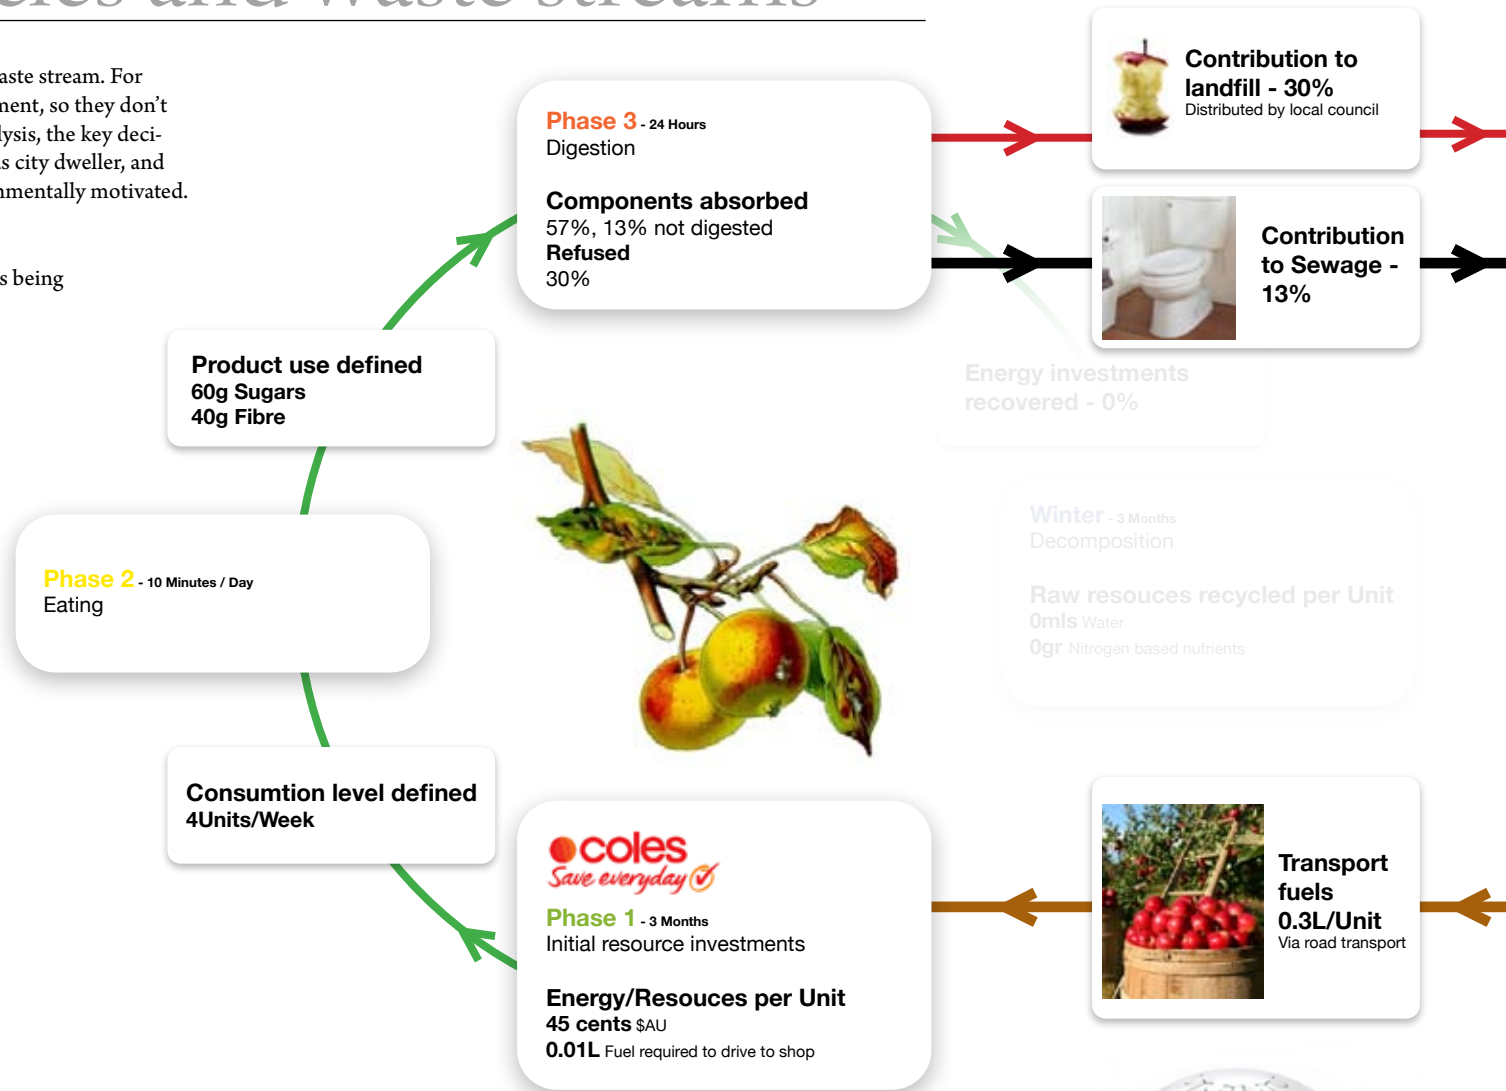 cles and waste streams
aste stream. For
ment, so they don't
lysis, the key deci-
s city dweller, and
nmentally motivated.
s being
Phase 3 - 24 Hours
Digestion
Components absorbed
57%, 13% not digested
Refused
30%
Contribution to
landfill - 30%
Distributed by local council
Contribution
to Sewage -
13%
Energy investments
recovered - 0%
Product use defined
60g Sugars
40g Fibre
Winter - 3 Months
Decomposition
Raw resouces recycled per Unit
0mls Water
0gr Nitrogen based nutrients
Phase 2 - 10 Minutes / Day
Eating
Consumtion level defined
4Units/Week
coles
Save everyday
Phase 1 - 3 Months
Initial resource investments
Energy/Resouces per Unit
45 cents $AU
0.01L Fuel required to drive to shop
Transport
fuels
0.3L/Unit
Via road transport